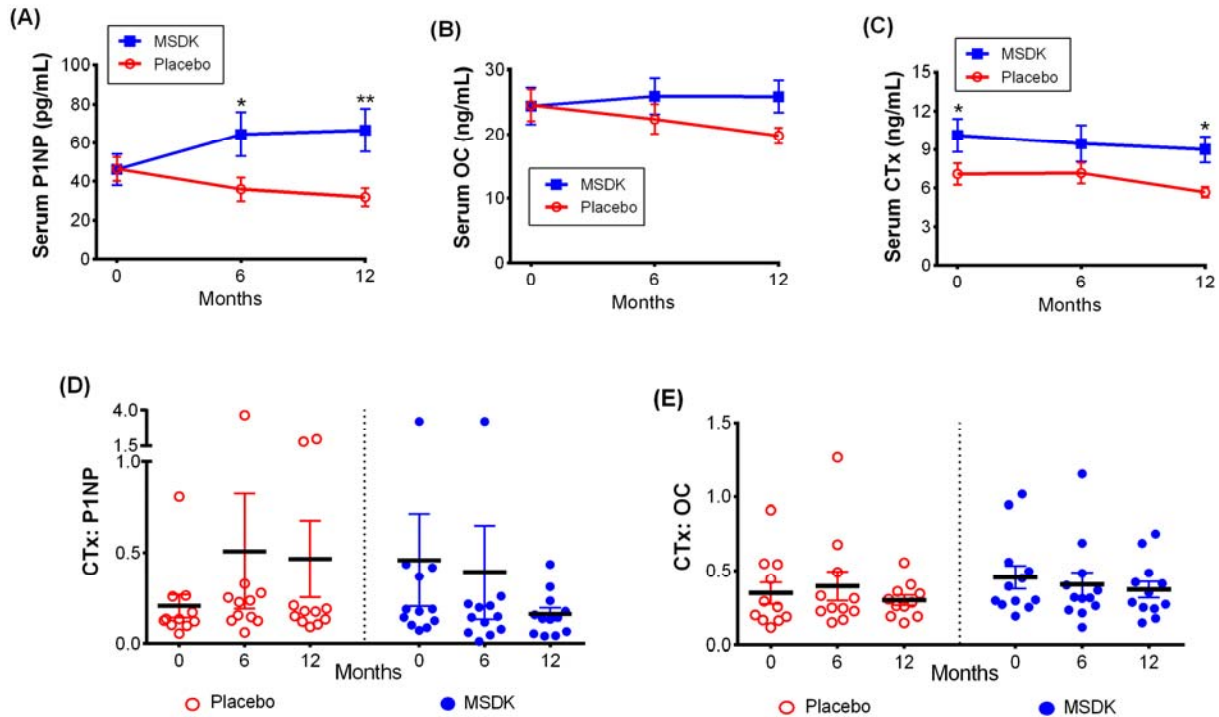 (A)
MSDK
Placebo
Serum P1NP (pg/mL)
100
80
60
40
20
0
*
**
0 6 12
Months
(B)
Serum OC (ng/mL)
30
20
10
0
MSDK
Placebo
0 6 12
Months
(C)
MSDK
Placebo
Serum CTx (ng/mL)
15
12
9
6
3
0
*
*
0 6 12
Months
(D)
CTx: P1NP
4.0
1.5
1.0
0.5
0.0
0 6 12 0 6 12
Months
Placebo MSDK
(E)
CTx: OC
1.5
1.0
0.5
0.0
0 6 12 0 6 12
Months
Placebo MSDK